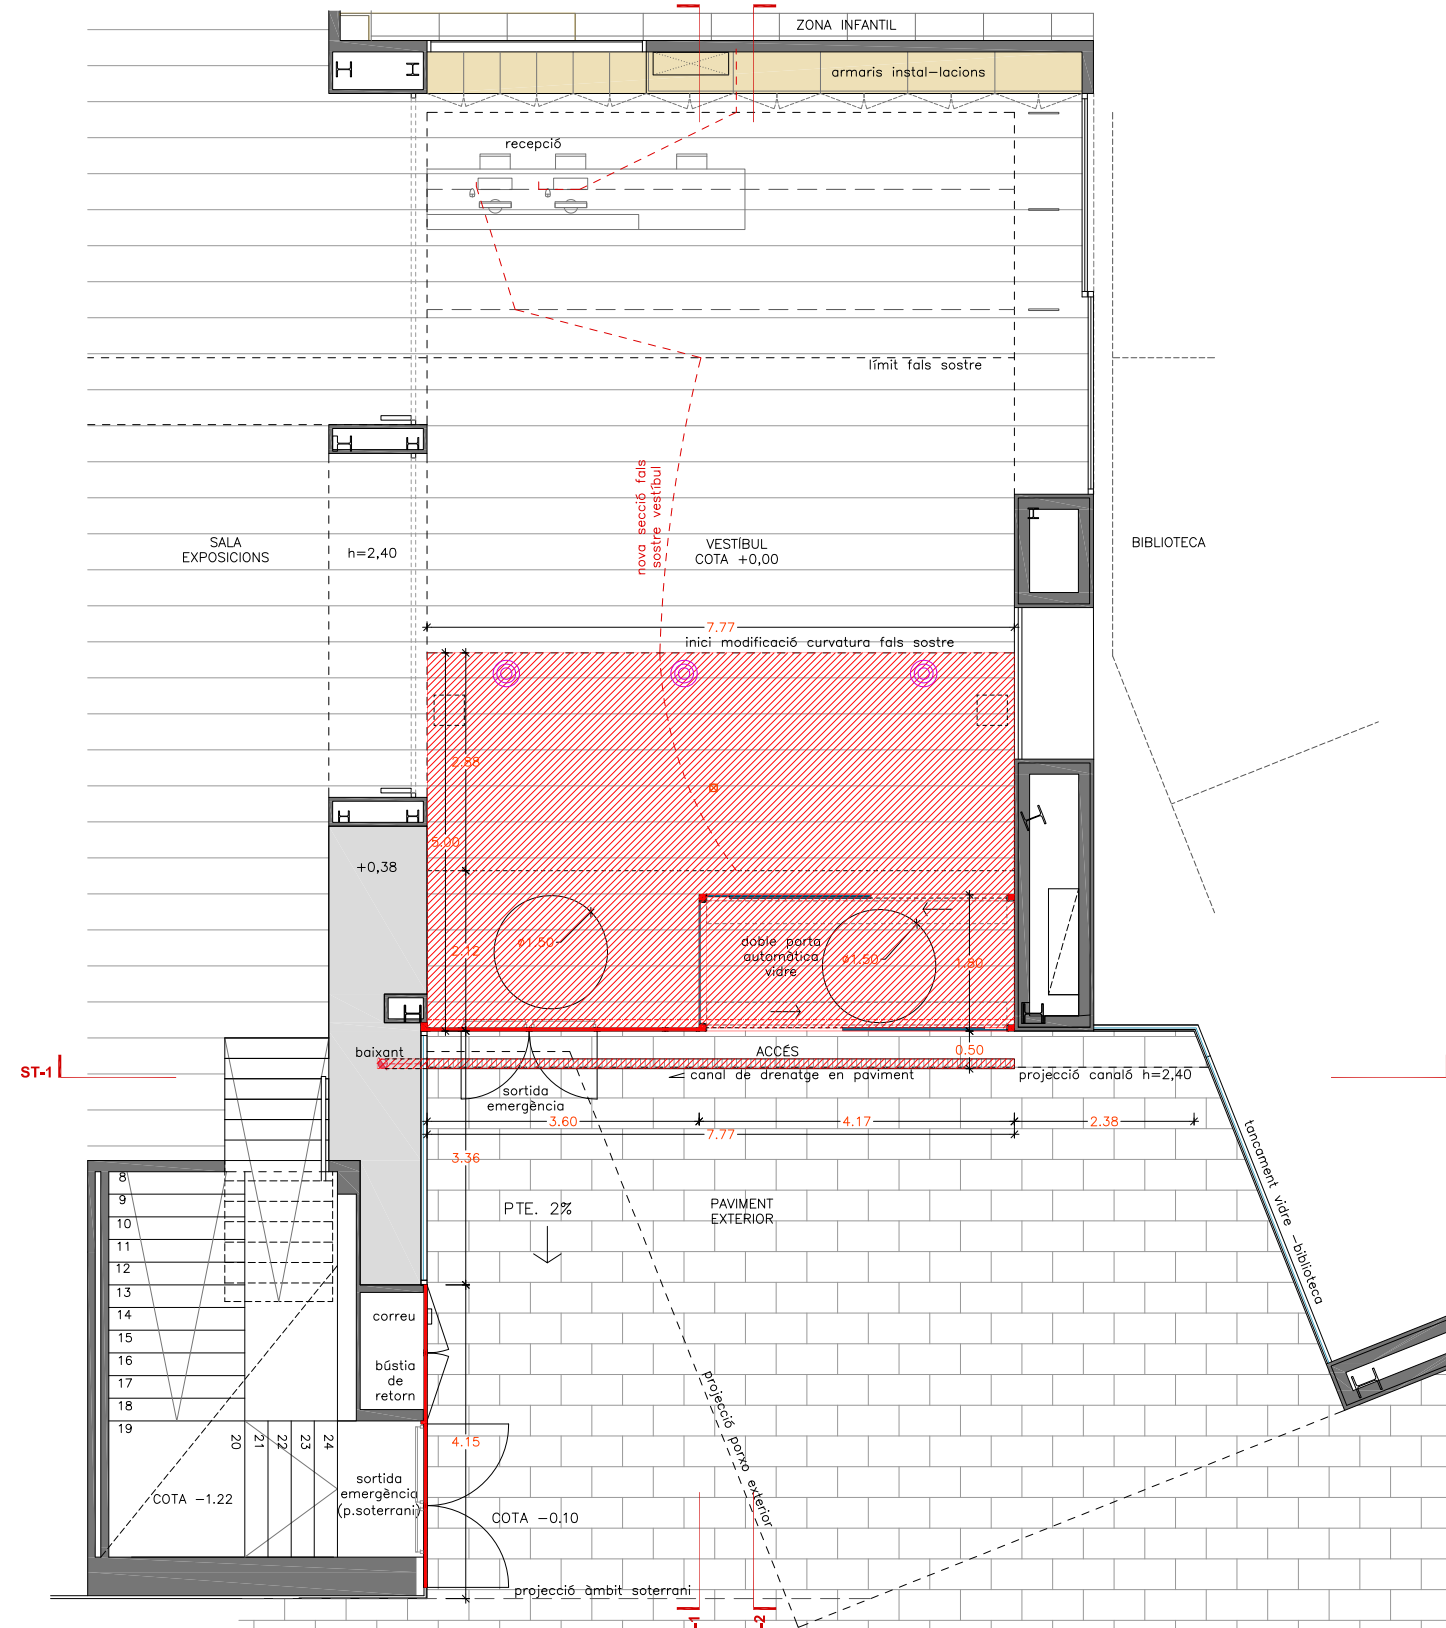 ZONA INFANTIL
armaris instal-lacions
recepció
límit fals sostre
nova secció fals
sostre vestíbul
SALA
EXPOSICIONS
h=2,40
VESTÍBUL
COTA +0,00
BIBLIOTECA
7.77
inici modificació curvatura fals sostre
2.88
5.00
+0,38
2.12
ø1.50
doble porta
automàtica
vidre
ø1.50
1.80
baixant
ACCÉS
0.50
ST-1
canal de drenatge en paviment
projecció canaló h=2,40
sortida
emergència
3.60
4.17
2.38
7.77
3.36
tancament vidre -biblioteca
PTE. 2%
PAVIMENT
EXTERIOR
8
9
10
11
12
13
14
15
16
17
18
19
20
21
22
23
24
correu
bústia
de
retorn
projecció porxo exterior
4.15
sortida
emergència
(p.soterrani)
COTA -1.22
COTA -0.10
projecció àmbit soterrani
-1
-2